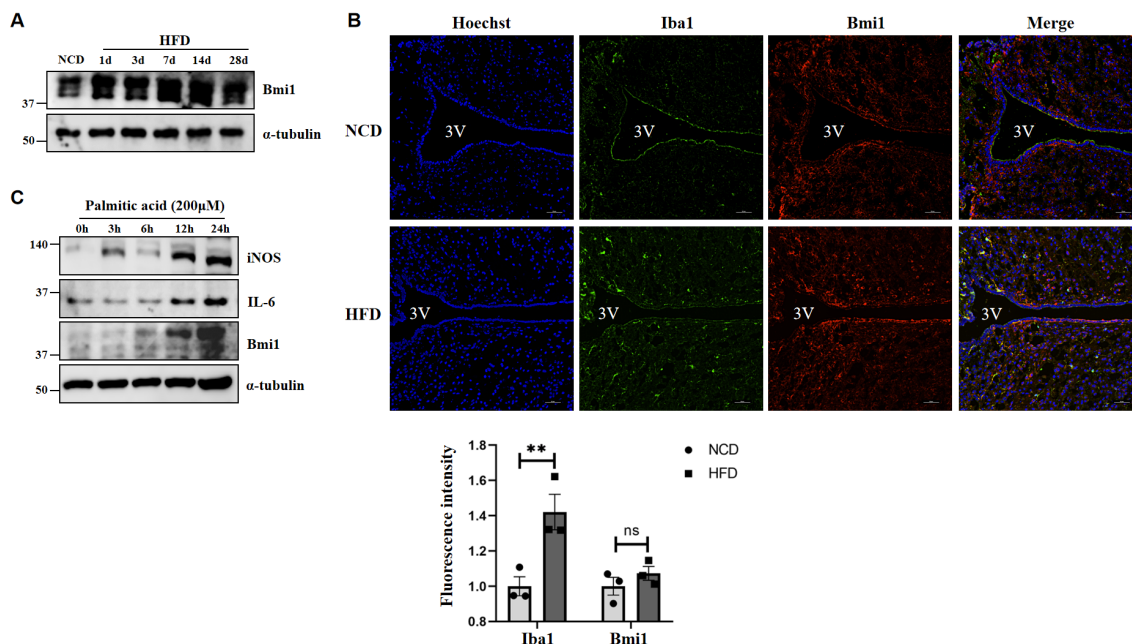 A
HFD
NCD 1d 3d 7d 14d 28d
Bmi1
37
α-tubulin
50
B
Hoechst Iba1 Bmi1 Merge
NCD
3V 3V 3V 3V
HFD
3V 3V 3V 3V
C
Palmitic acid (200μM)
0h 3h 6h 12h 24h
140
iNOS
37
IL-6
Bmi1
37
50
α-tubulin
Fluorescence intensity
1.8
1.6
1.4
1.2
1.0
0.8
**
ns
NCD
HFD
Iba1 Bmi1